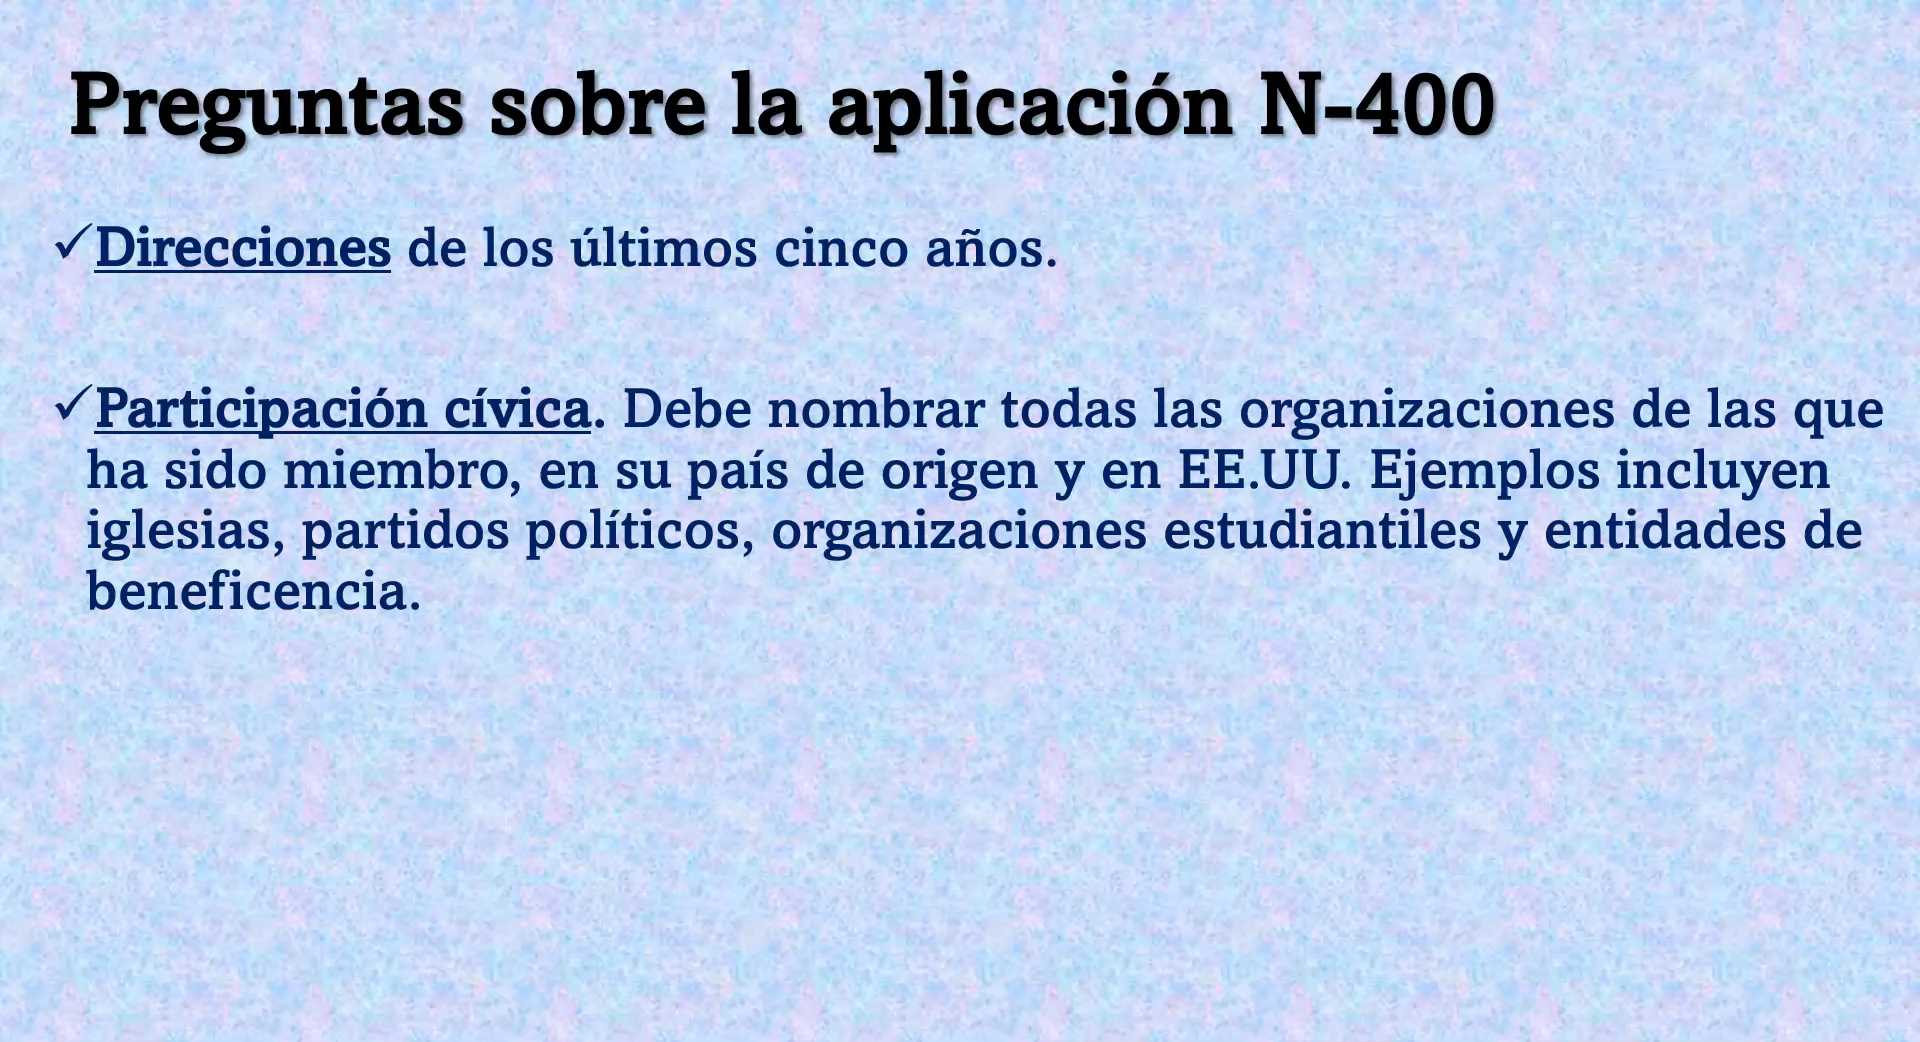 Preguntas sobre la aplicación N-400
✓Direcciones de los últimos cinco años.
✓Participación cívica. Debe nombrar todas las organizaciones de las que
ha sido miembro, en su país de origen y en EE.UU. Ejemplos incluyen
iglesias, partidos políticos, organizaciones estudiantiles y entidades de
beneficencia.